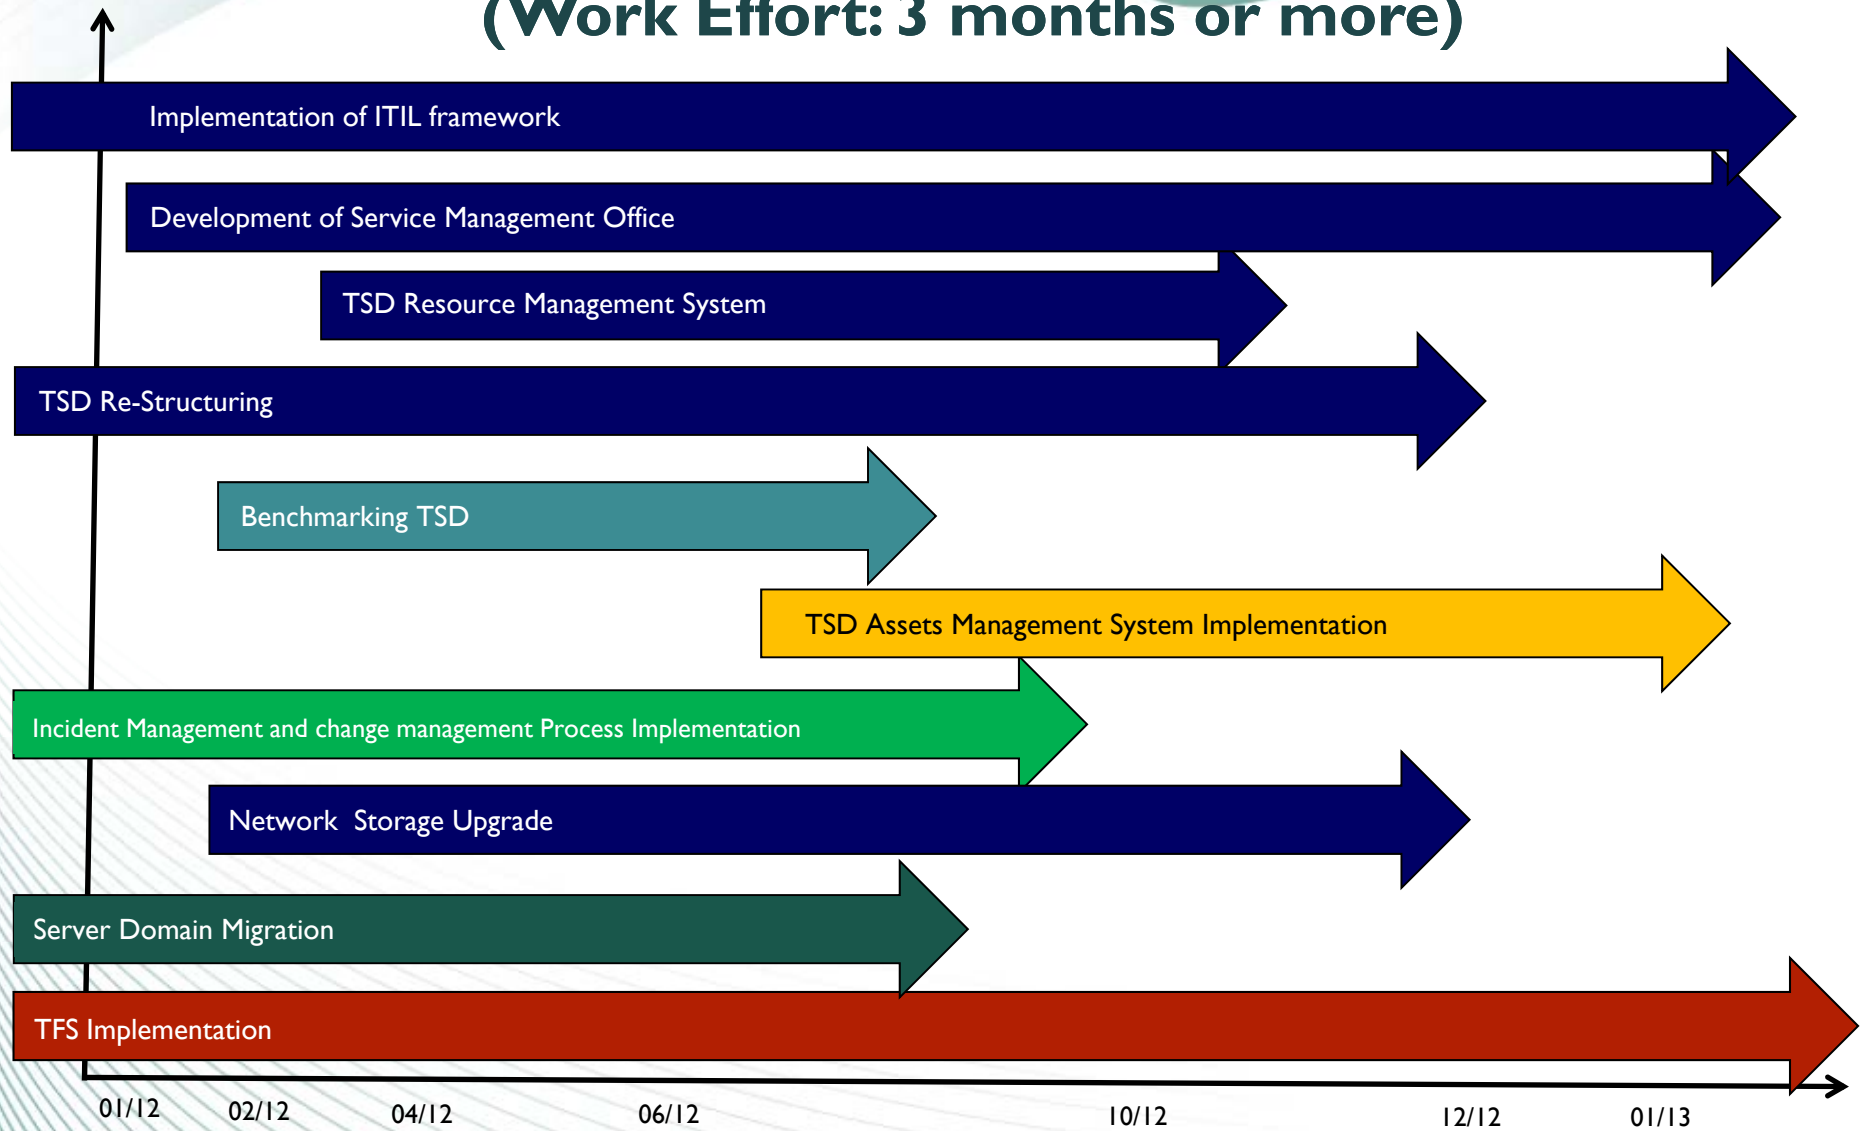 (Work Effort: 3 months or more)
Implementation of ITIL framework
Development of Service Management Office
TSD Resource Management System
TSD Re-Structuring
Benchmarking TSD
TSD Assets Management System Implementation
Incident Management and change management Process Implementation
Network  Storage Upgrade
Server Domain Migration
TFS Implementation
01/12 02/12 04/12 06/12 10/12 12/12 01/13